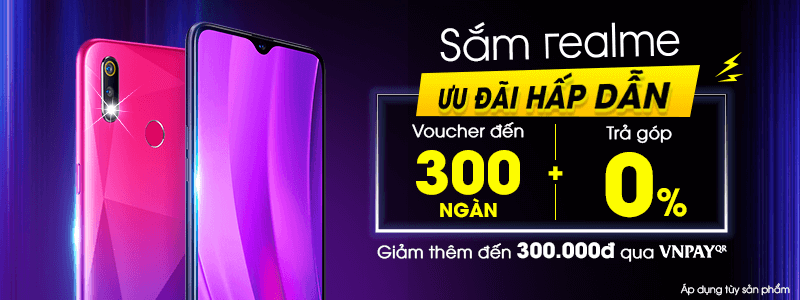 Sắm realme
ƯU ĐÃI HẤP DẪN
Voucher đến
300
NGÀN
+
Trả góp
0%
Giảm thêm đến 300.000đ qua VNPAYQR
Áp dụng tùy sản phẩm